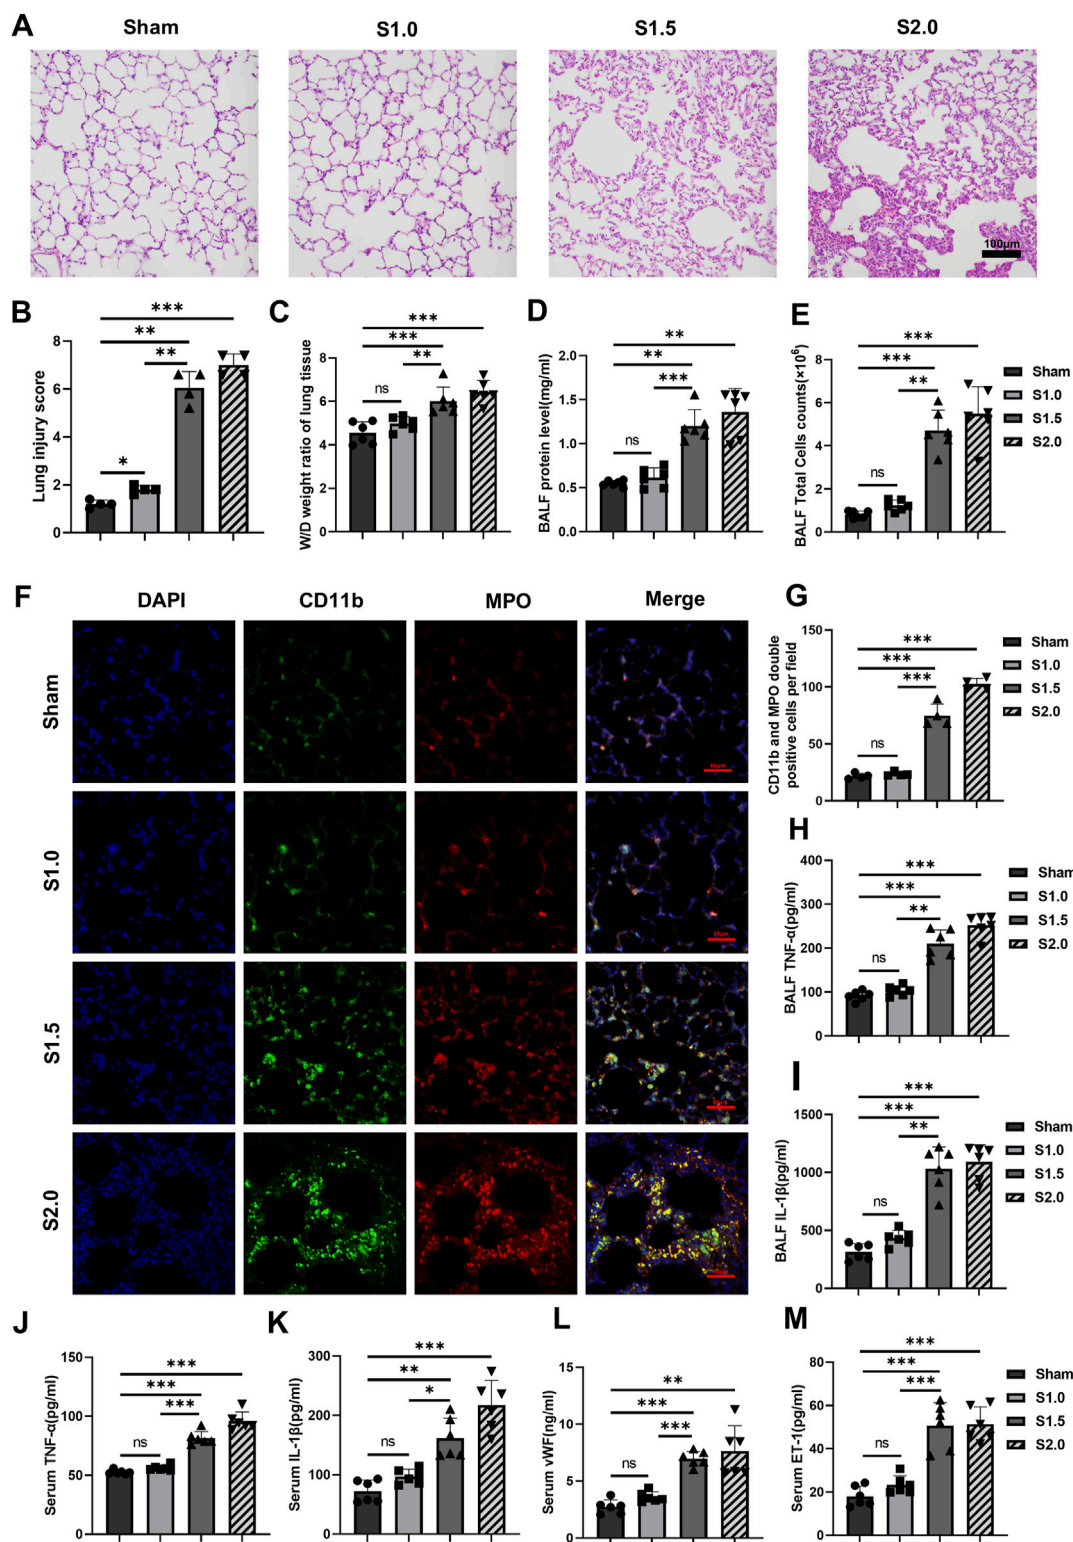 A
Sham
S1.0
S1.5
S2.0
100μm
B
Lung injury score
8
6
4
2
0
*
**
**
***
C
W/D weight ratio of lung tissue
8
6
4
2
0
ns
**
***
***
D
BALF protein level(mg/ml)
2.0
1.5
1.0
0.5
0.0
ns
***
**
**
E
BALF Total Cells counts(×10⁶)
8
6
4
2
0
ns
**
***
***
Sham
S1.0
S1.5
S2.0
F
DAPI
CD11b
MPO
Merge
Sham
S1.0
S1.5
S2.0
50μm
50μm
G
CD11b and MPO double
positive cells per field
150
100
50
0
ns
***
***
***
Sham
S1.0
S1.5
S2.0
H
BALF TNF-α(pg/ml)
400
300
200
100
0
ns
**
***
***
Sham
S1.0
S1.5
S2.0
I
BALF IL-1β(pg/ml)
1500
1000
500
0
ns
**
***
***
Sham
S1.0
S1.5
S2.0
J
Serum TNF-α(pg/ml)
150
100
50
0
ns
***
***
***
K
Serum IL-1β(pg/ml)
300
200
100
0
ns
*
**
***
L
Serum vWF(ng/ml)
15
10
5
0
ns
***
***
**
M
Serum ET-1(pg/ml)
80
60
40
20
0
ns
***
***
***
Sham
S1.0
S1.5
S2.0